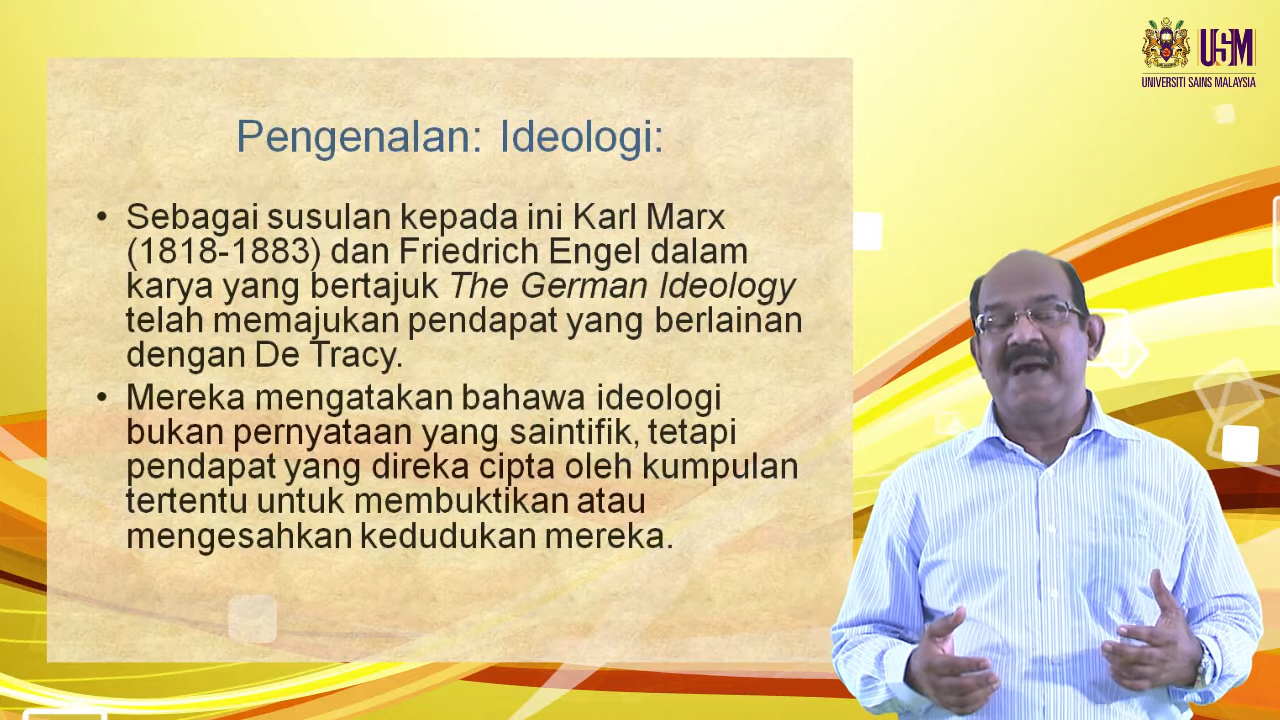 USM
UNIVERSITI SAINS MALAYSIA
Pengenalan: Ideologi:
• Sebagai susulan kepada ini Karl Marx
(1818-1883) dan Friedrich Engel dalam
karya yang bertajuk The German Ideology
telah memajukan pendapat yang berlainan
dengan De Tracy.
• Mereka mengatakan bahawa ideologi
bukan pernyataan yang saintifik, tetapi
pendapat yang direka cipta oleh kumpulan
tertentu untuk membuktikan atau
mengesahkan kedudukan mereka.